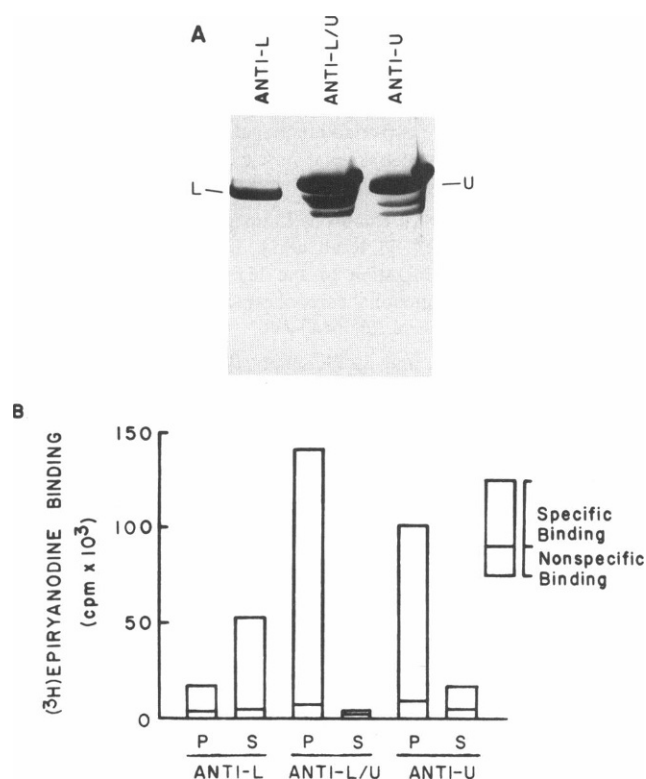 A
ANTI-L
ANTI-L/U
ANTI-U
L
U
B
(³H)EPIRYANODINE BINDING
(cpm x 10³)
150
100
50
0
Specific
Binding
Nonspecific
Binding
P S P S P S
ANTI-L ANTI-L/U ANTI-U